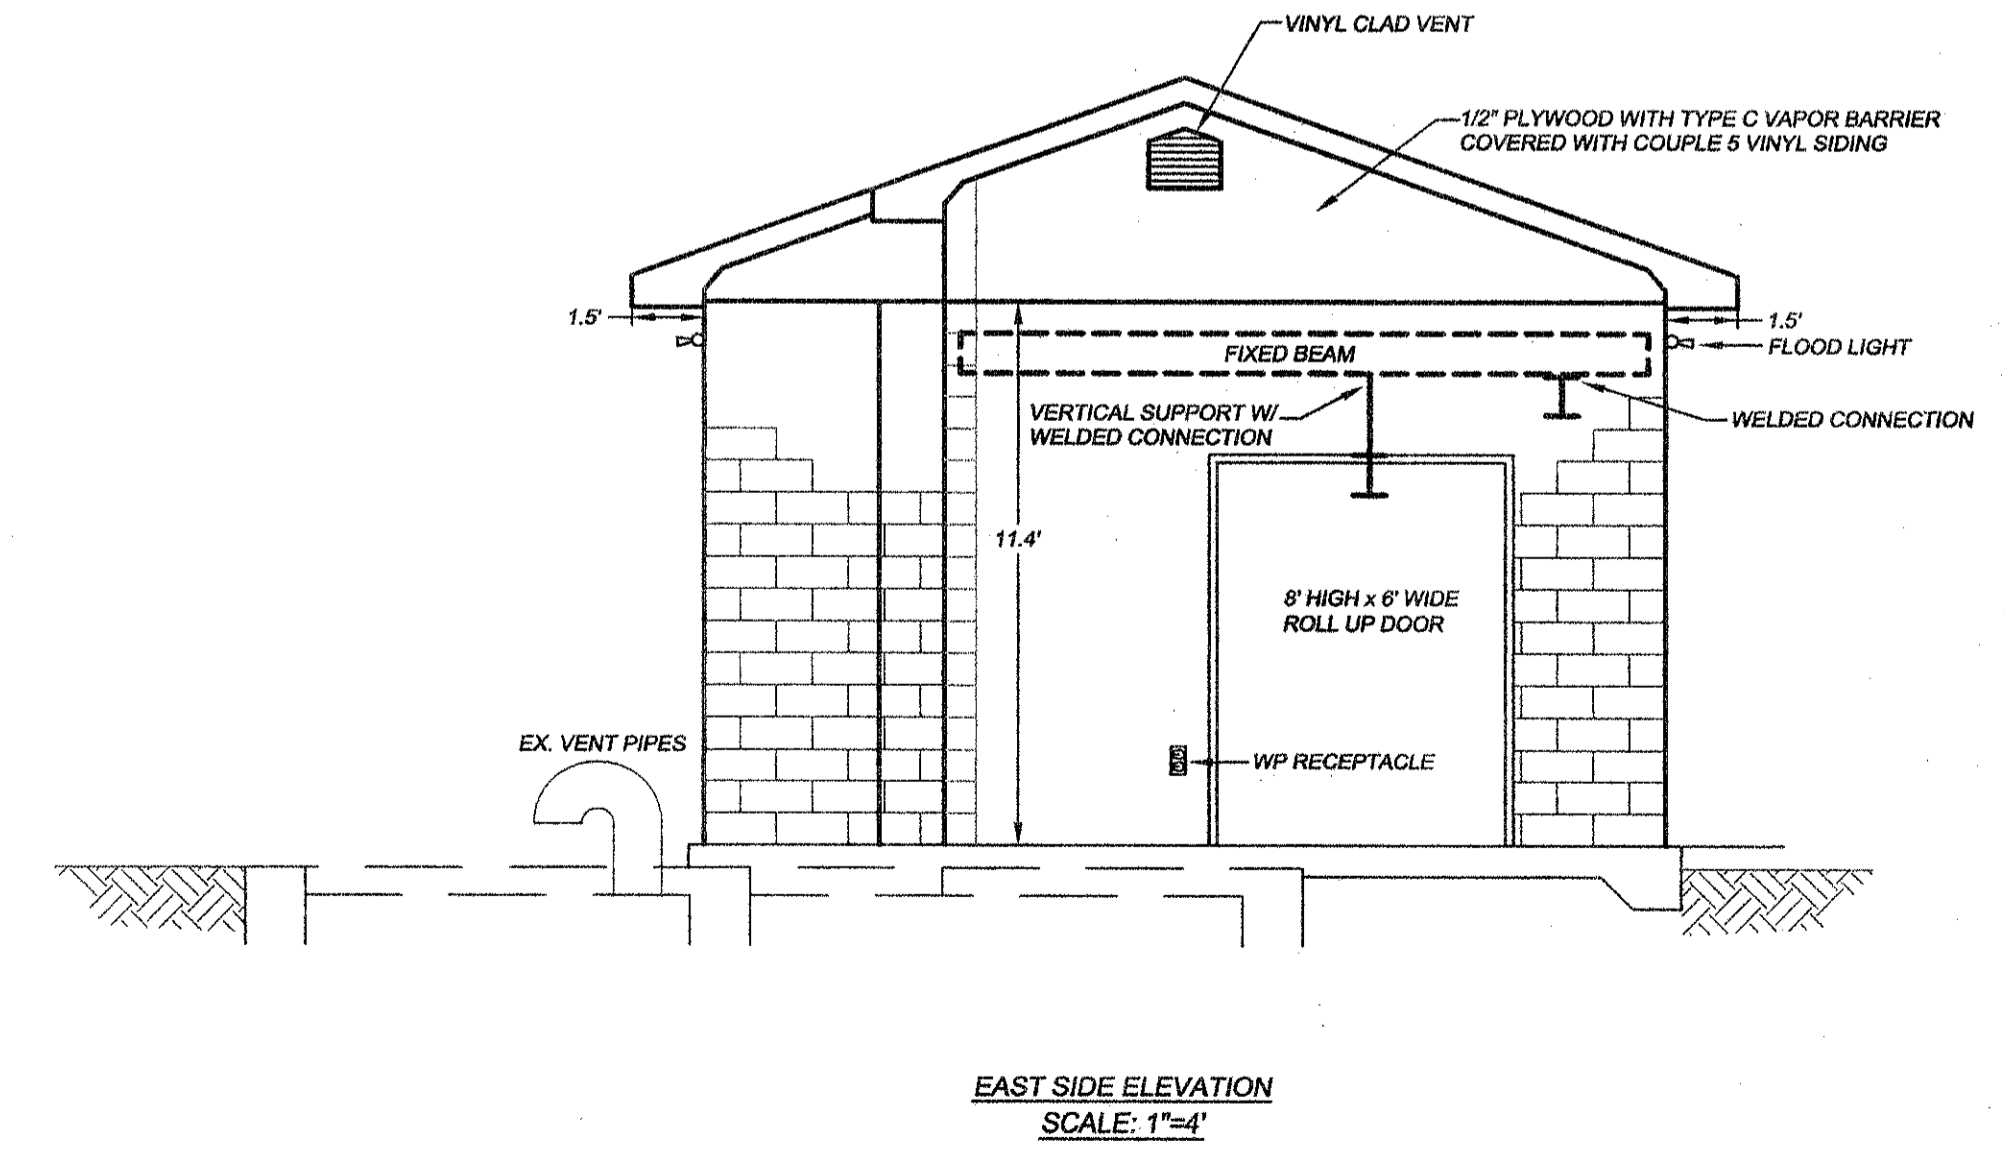 VINYL CLAD VENT
1/2" PLYWOOD WITH TYPE C VAPOR BARRIER
COVERED WITH COUPLE 5 VINYL SIDING
1.5'
1.5'
FIXED BEAM
FLOOD LIGHT
VERTICAL SUPPORT W/
WELDED CONNECTION
WELDED CONNECTION
11.4'
8' HIGH x 6' WIDE
ROLL UP DOOR
EX. VENT PIPES
WP RECEPTACLE
EAST SIDE ELEVATION
SCALE: 1"=4'